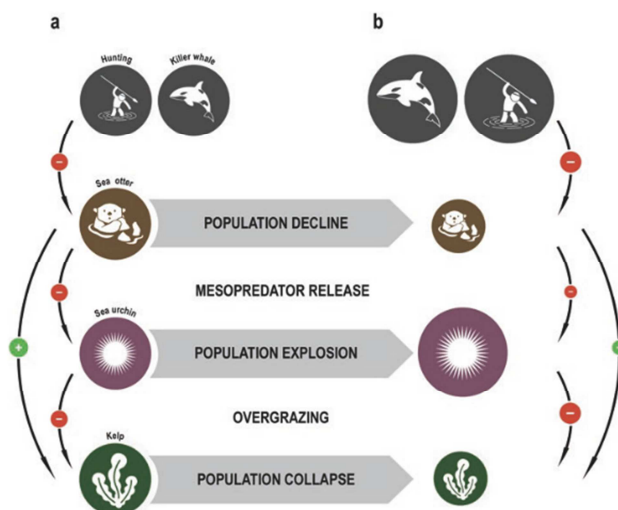 a
b
Hunting
Killer whale
−
−
Sea otter
POPULATION DECLINE
MESOPREDATOR RELEASE
−
−
Sea urchin
+
+
POPULATION EXPLOSION
OVERGRAZING
−
−
Kelp
POPULATION COLLAPSE